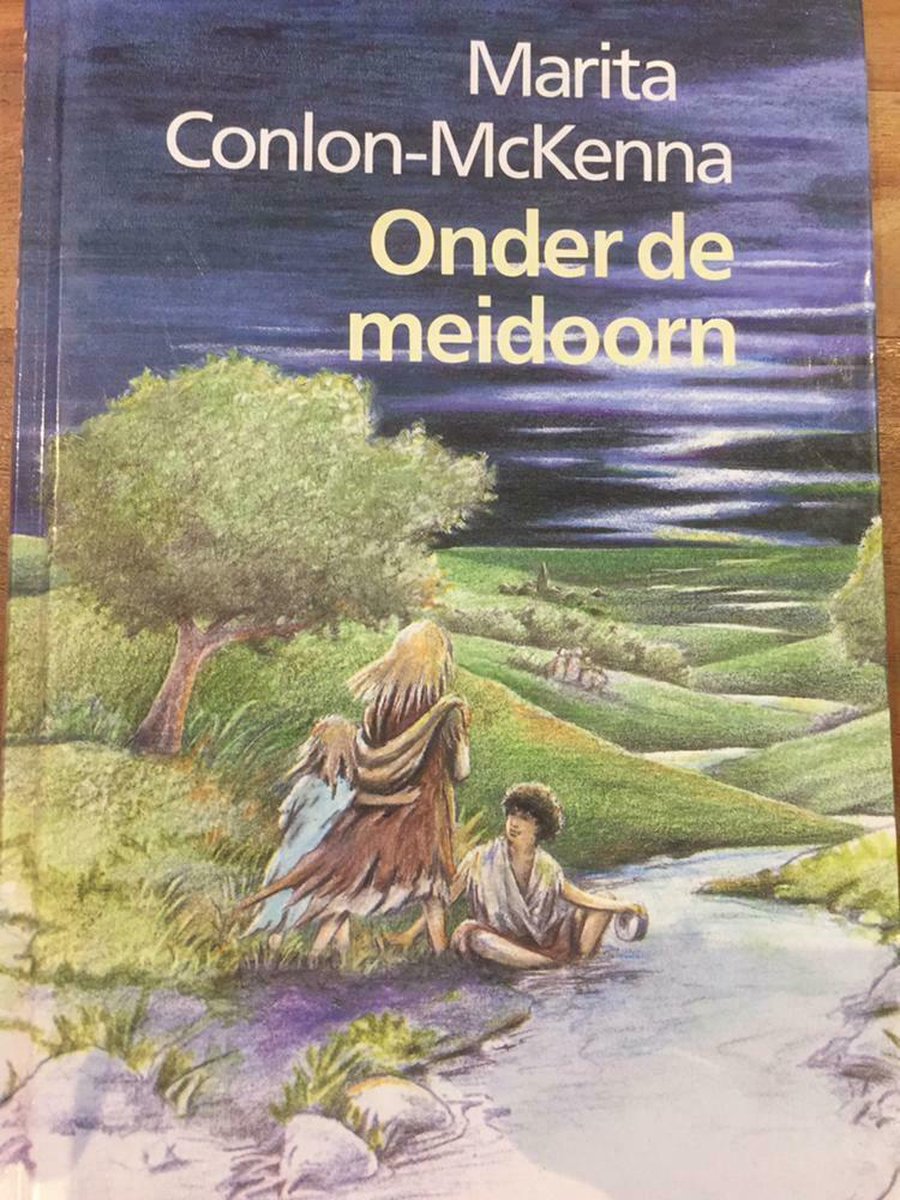 Marita
Conlon-McKenna
Onder de
meidoorn